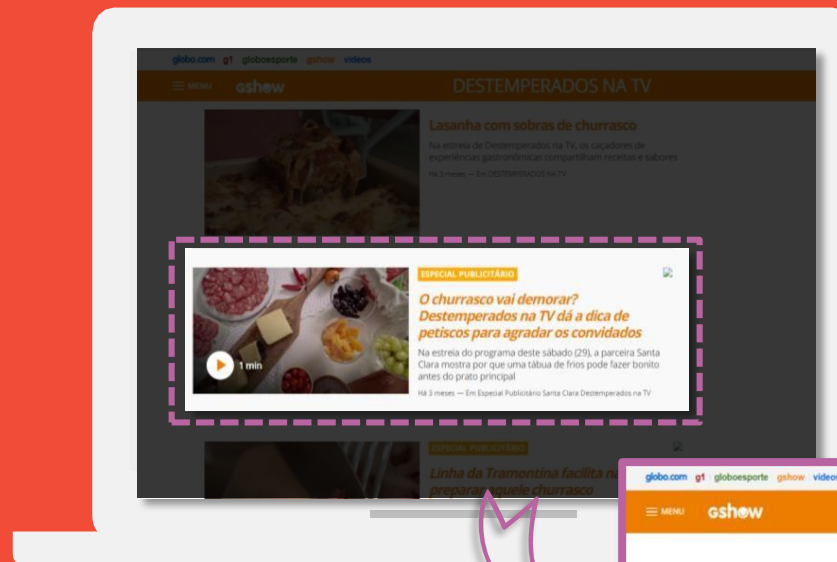 globo.com g1 globoesporte gshow vídeos
MENU gshow DESTEMPERADOS NA TV
Lasanha com sobras de churrasco
Na estreia de Destemperados na TV, os caçadores de
experiências gastronômicas compartilham receitas e sabores
Há 3 meses — Em DESTEMPERADOS NA TV
ESPECIAL PUBLICITÁRIO
O churrasco vai demorar?
Destemperados na TV dá a dica de
petiscos para agradar os convidados
Na estreia do programa deste sábado (29), a parceira Santa
Clara mostra por que uma tábua de frios pode fazer bonito
antes do prato principal
Há 3 meses — Em Especial Publicitário Santa Clara Destemperados na TV
1 min
ESPECIAL PUBLICITÁRIO
Linha da Tramontina facilita na
preparar aquele churrasco
globo.com g1 globoesporte gshow vídeos
MENU gshow